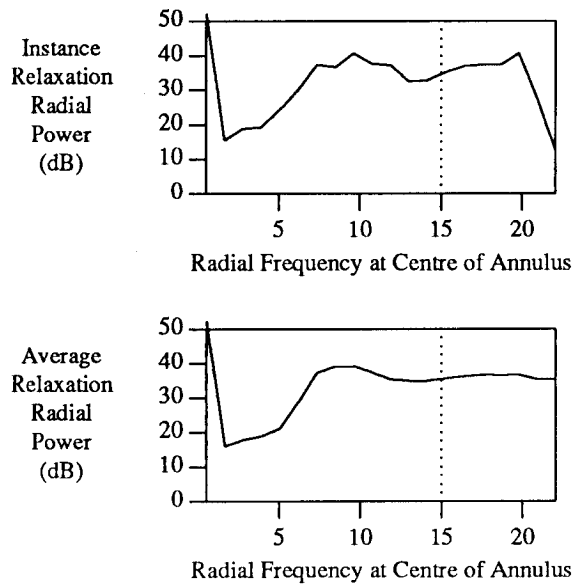 Instance
Relaxation
Radial
Power
(dB)
50
40
30
20
10
0
5 10 15 20
Radial Frequency at Centre of Annulus
Average
Relaxation
Radial
Power
(dB)
50
40
30
20
10
0
5 10 15 20
Radial Frequency at Centre of Annulus